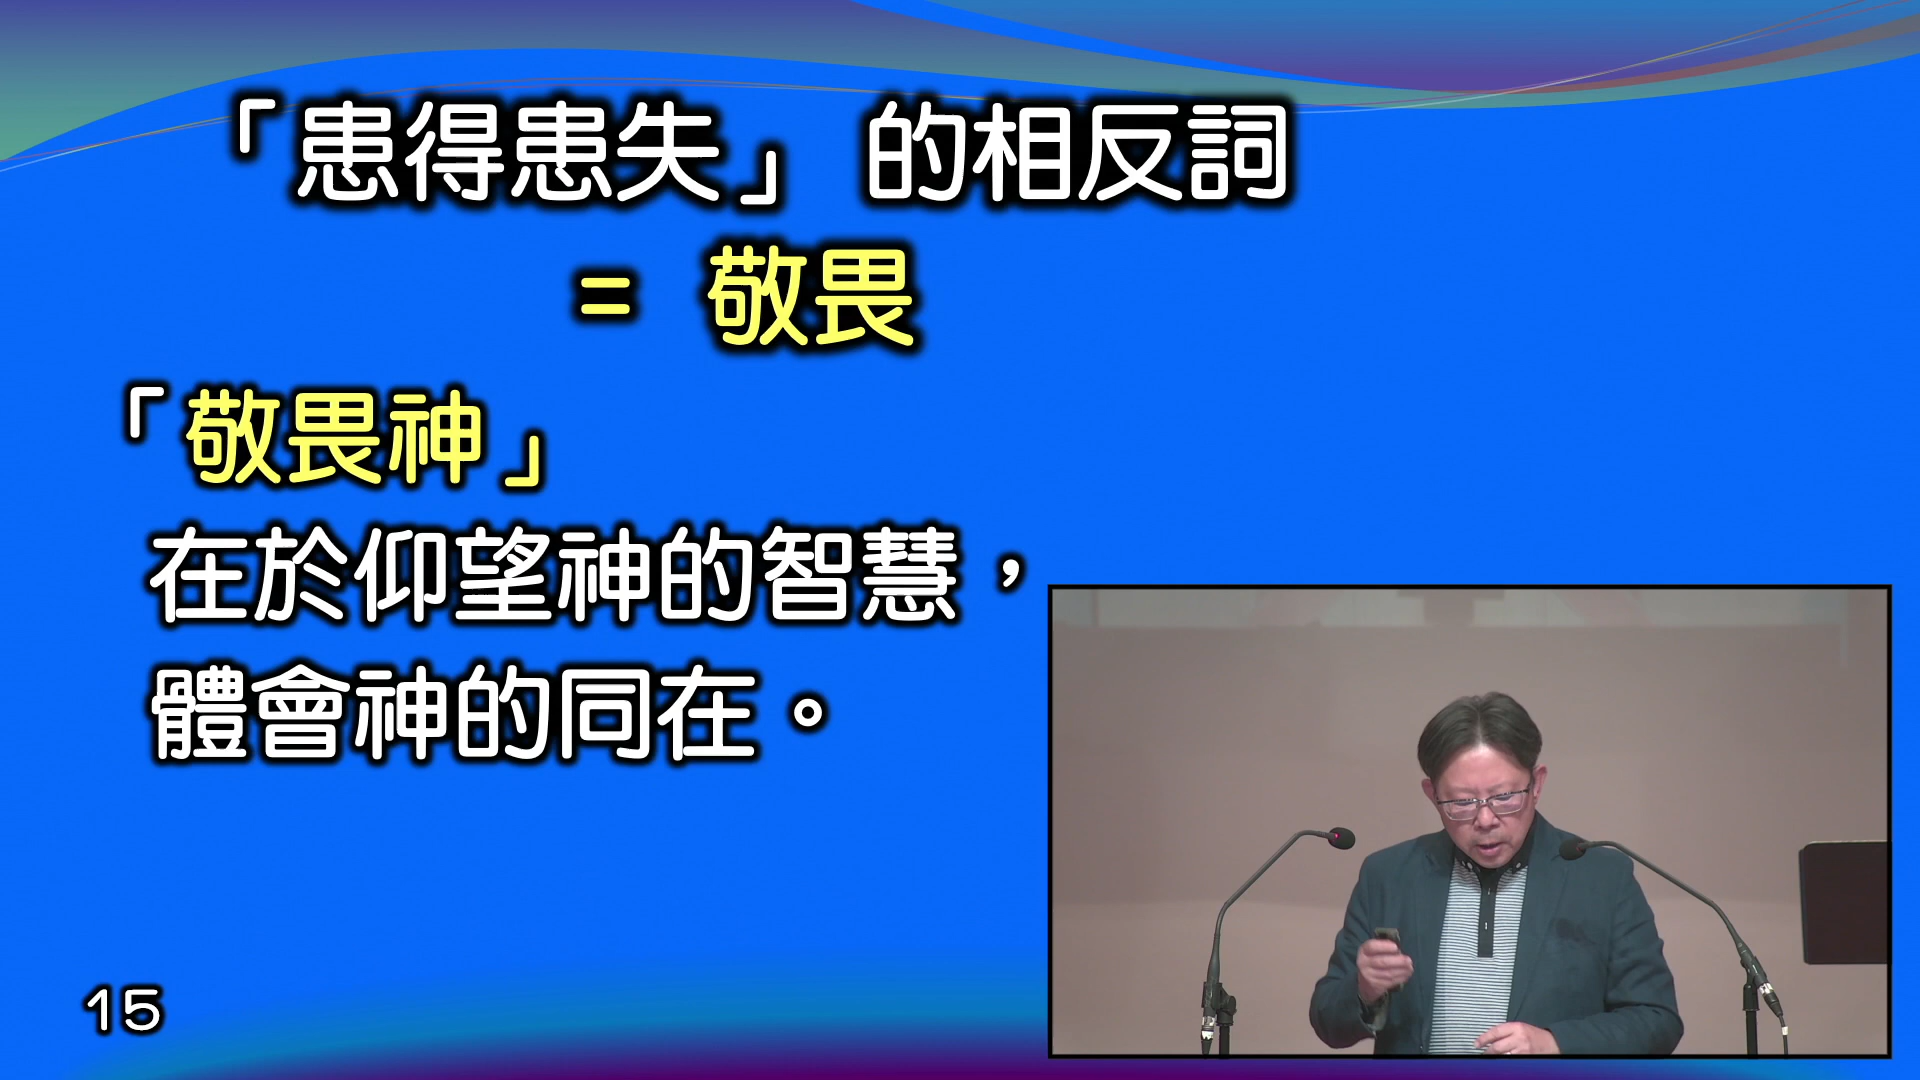 「患得患失」 的相反詞
= 敬畏
「敬畏神」
在於仰望神的智慧，
體會神的同在。
15